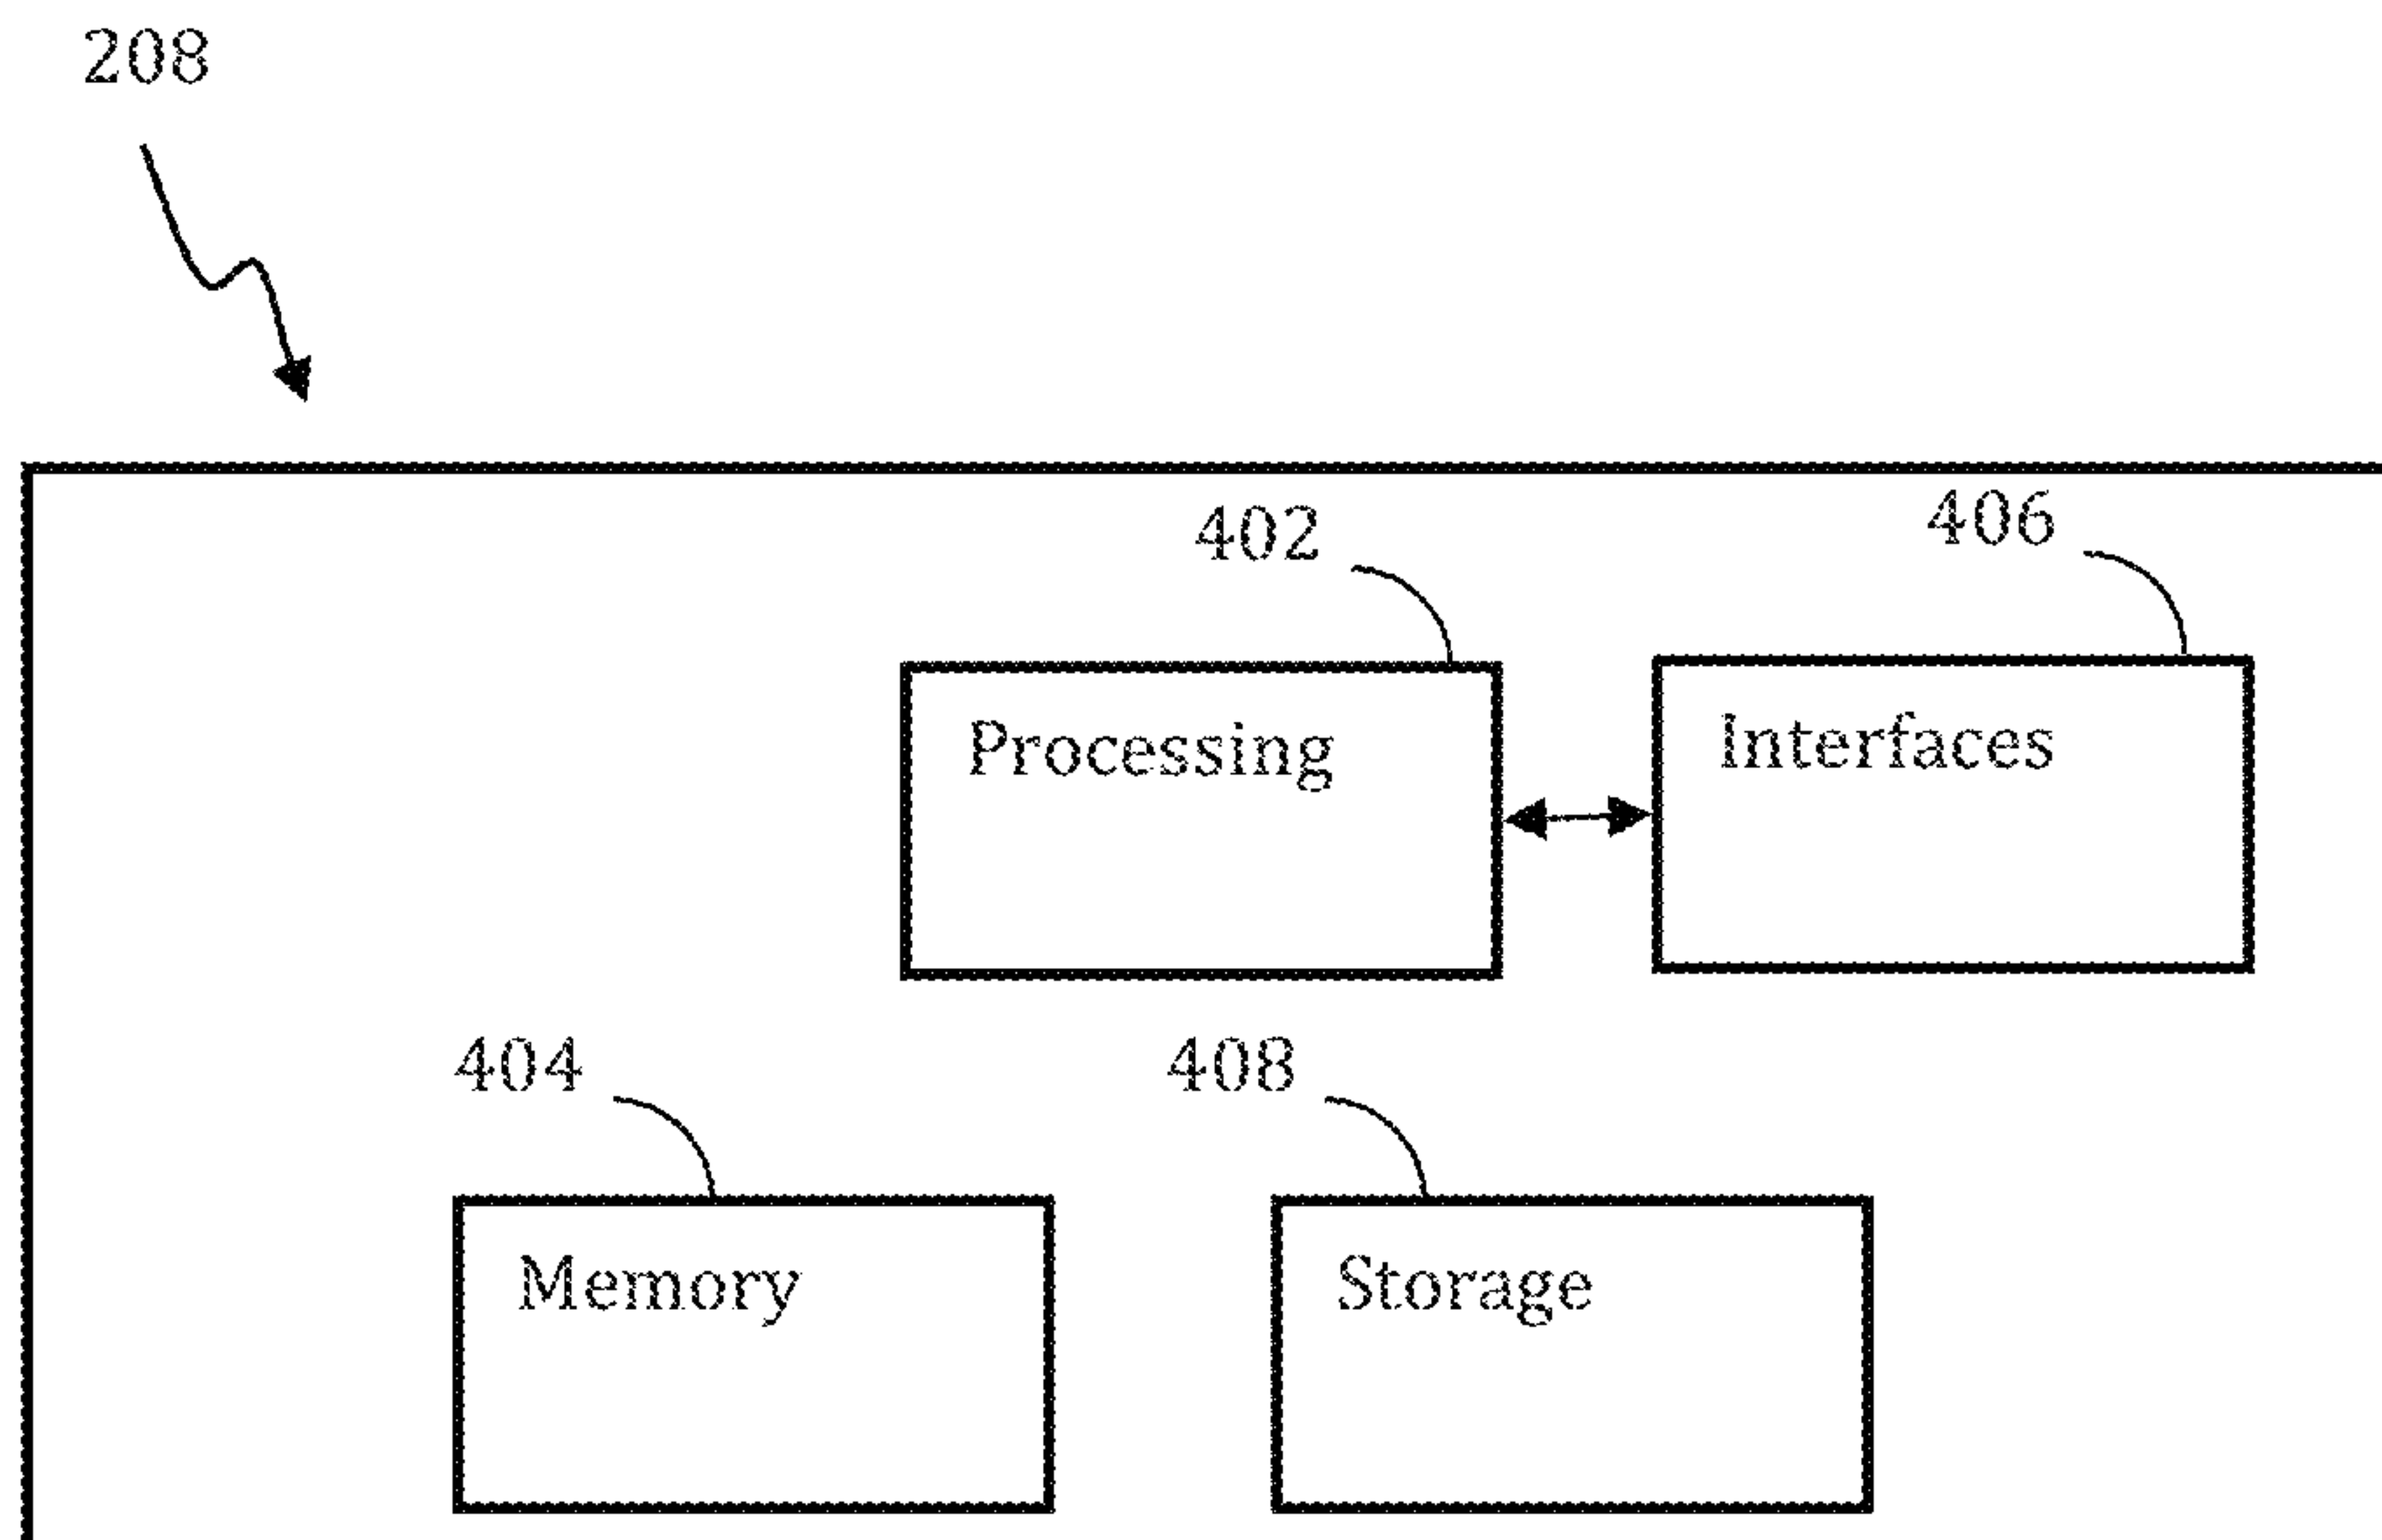 208
402
406
Processing
Interfaces
404
408
Memory
Storage